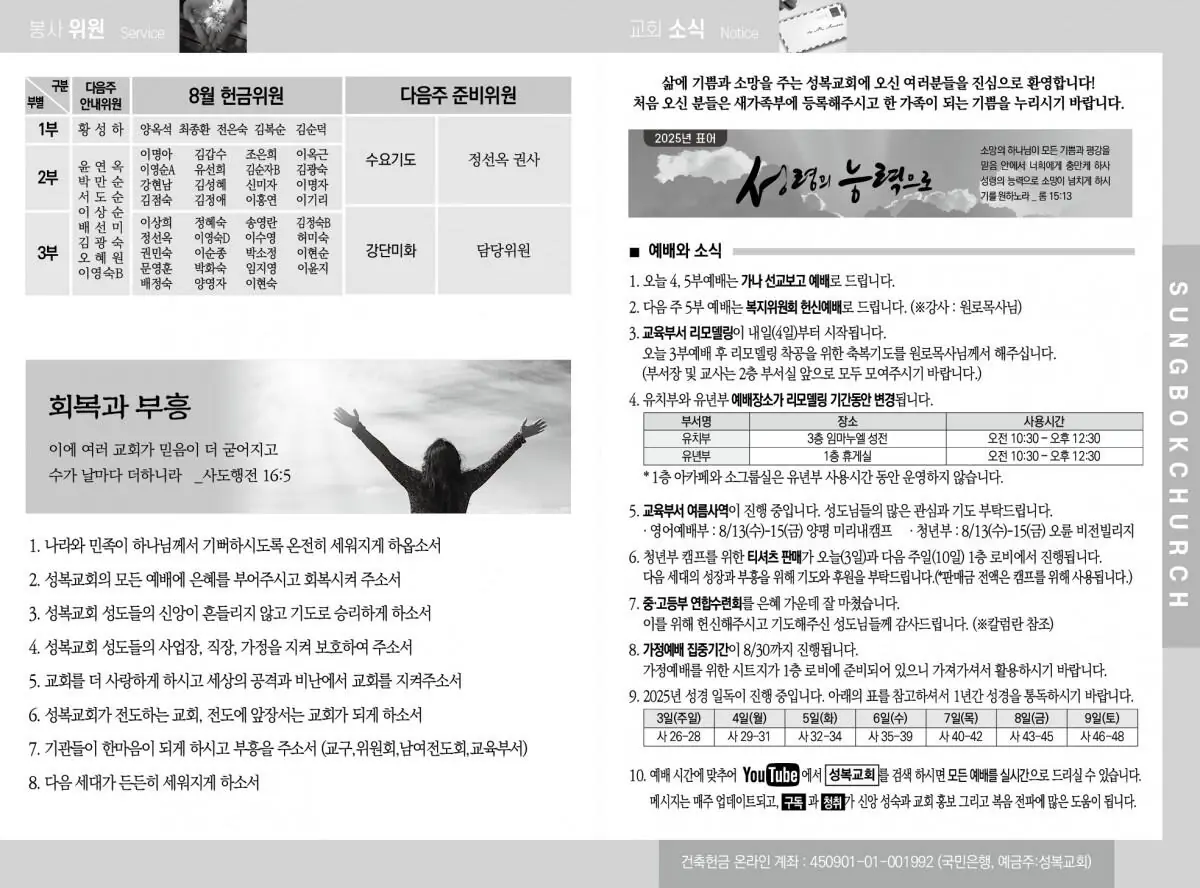 봉사 위원 Service
구분
부별
다음주
안내위원
8월 헌금위원
다음주 준비위원
1부
황 성 하
양옥석 최종환 전은숙 김복순 김순덕
2부
3부
윤 연 옥
박 만 순
서 도 순
이 상 순
배 선 미
김 광 숙
오 혜 원
이영숙B
이명아 김갑수 조은희 이옥근
이영순A 유선희 김순자B 김광숙
강현남 김성혜 신미자 이명자
김점숙 김정애 이홍연 이기리
이상희 정혜숙 송영란 김정숙B
정선옥 이영숙D 이수영 허미숙
권민숙 이순종 박소정 이현순
문영훈 박화숙 임지영 이윤지
배정숙 양영자 이현숙
수요기도
정선옥 권사
강단미화
담당위원
회복과 부흥
이에 여러 교회가 믿음이 더 굳어지고
수가 날마다 더하니라 _사도행전 16:5
1. 나라와 민족이 하나님께서 기뻐하시도록 온전히 세워지게 하옵소서
2. 성복교회의 모든 예배에 은혜를 부어주시고 회복시켜 주소서
3. 성복교회 성도들의 신앙이 흔들리지 않고 기도로 승리하게 하소서
4. 성복교회 성도들의 사업장, 직장, 가정을 지켜 보호하여 주소서
5. 교회를 더 사랑하게 하시고 세상의 공격과 비난에서 교회를 지켜주소서
6. 성복교회가 전도하는 교회, 전도에 앞장서는 교회가 되게 하소서
7. 기관들이 한마음이 되게 하시고 부흥을 주소서 (교구,위원회,남여전도회,교육부서)
8. 다음 세대가 든든히 세워지게 하소서
교회 소식 Notice
삶에 기쁨과 소망을 주는 성복교회에 오신 여러분들을 진심으로 환영합니다!
처음 오신 분들은 새가족부에 등록해주시고 한 가족이 되는 기쁨을 누리시기 바랍니다.
2025년 표어
성령의 능력으로
소망의 하나님이 모든 기쁨과 평강을
믿음 안에서 너희에게 충만케 하사
성령의 능력으로 소망이 넘치게 하시
기를 원하노라 _ 롬 15:13
■ 예배와 소식
1. 오늘 4, 5부예배는 가나 선교보고 예배로 드립니다.
2. 다음 주 5부 예배는 복지위원회 헌신예배로 드립니다. (※강사 : 원로목사님)
3. 교육부서 리모델링이 내일(4일)부터 시작됩니다.
오늘 3부예배 후 리모델링 착공을 위한 축복기도를 원로목사님께서 해주십니다.
(부서장 및 교사는 2층 부서실 앞으로 모두 모여주시기 바랍니다.)
4. 유치부와 유년부 예배장소가 리모델링 기간동안 변경됩니다.
부서명 장소 사용시간
유치부 3층 임마누엘 성전 오전 10:30 – 오후 12:30
유년부 1층 휴게실 오전 10:30 – 오후 12:30
* 1층 아카페와 소그룹실은 유년부 사용시간 동안 운영하지 않습니다.
5. 교육부서 여름사역이 진행 중입니다. 성도님들의 많은 관심과 기도 부탁드립니다.
· 영어예배부 : 8/13(수)-15(금) 양평 미리내캠프 · 청년부 : 8/13(수)-15(금) 오륜 비전빌리지
6. 청년부 캠프를 위한 티셔츠 판매가 오늘(3일)과 다음 주일(10일) 1층 로비에서 진행됩니다.
다음 세대의 성장과 부흥을 위해 기도와 후원을 부탁드립니다.(*판매금 전액은 캠프를 위해 사용됩니다.)
7. 중·고등부 연합수련회를 은혜 가운데 잘 마쳤습니다.
이를 위해 헌신해주시고 기도해주신 성도님들께 감사드립니다. (※칼럼란 참조)
8. 가정예배 집중기간이 8/30까지 진행됩니다.
가정예배를 위한 시트지가 1층 로비에 준비되어 있으니 가져가셔서 활용하시기 바랍니다.
9. 2025년 성경 일독이 진행 중입니다. 아래의 표를 참고하셔서 1년간 성경을 통독하시기 바랍니다.
3일(주일) 4일(월) 5일(화) 6일(수) 7일(목) 8일(금) 9일(토)
사 26-28 사 29-31 사 32-34 사 35-39 사 40-42 사 43-45 사 46-48
10. 예배 시간에 맞추어 YouTube에서 성복교회를 검색 하시면 모든 예배를 실시간으로 드리실 수 있습니다.
메시지는 매주 업데이트되고, 구독과 청취가 신앙 성숙과 교회 홍보 그리고 복음 전파에 많은 도움이 됩니다.
SUNGBOKCHURCH
건축헌금 온라인 계좌 : 450901-01-001992 (국민은행, 예금주:성복교회)